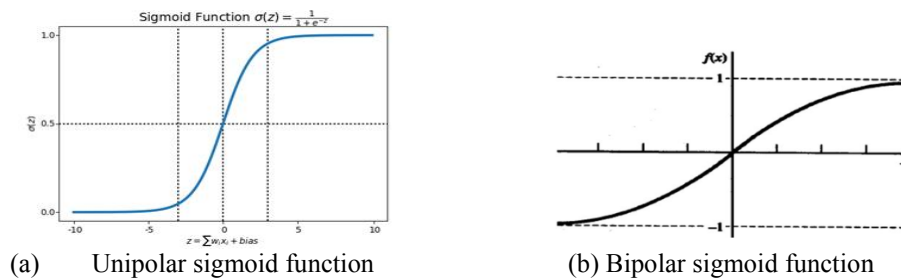 Sigmoid Function σ(z) = 1 / 1 + e^-z
1.0
0.5
0.0
σ(z)
-10
-5
0
5
10
z = ∑wᵢxᵢ + bias
(a) Unipolar sigmoid function
f(x)
1
−1
(b) Bipolar sigmoid function